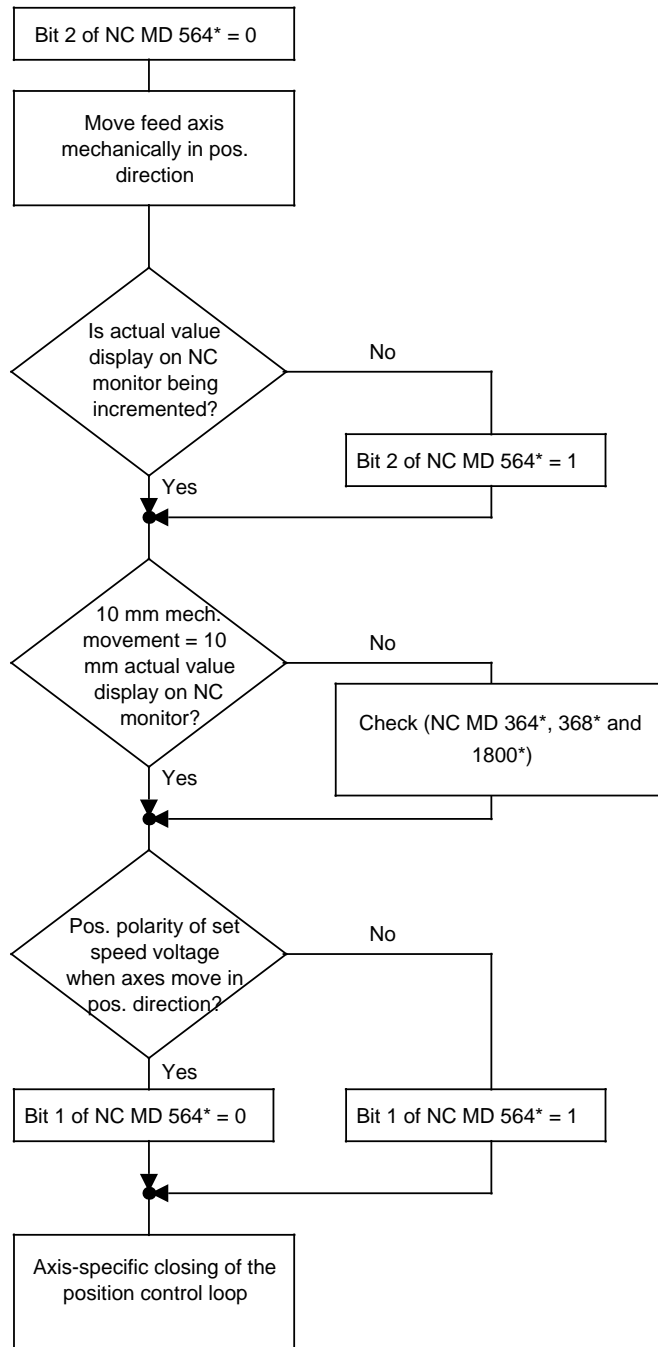 Bit 2 of NC MD 564* = 0
Move feed axis
mechanically in pos.
direction
Is actual value
display on NC
monitor being
incremented?
No
Bit 2 of NC MD 564* = 1
Yes
10 mm mech.
movement = 10
mm actual value
display on NC
monitor?
No
Check (NC MD 364*, 368* and
1800*)
Yes
Pos. polarity of set
speed voltage
when axes move in
pos. direction?
No
Yes
Bit 1 of NC MD 564* = 0
Bit 1 of NC MD 564* = 1
Axis-specific closing of the
position control loop